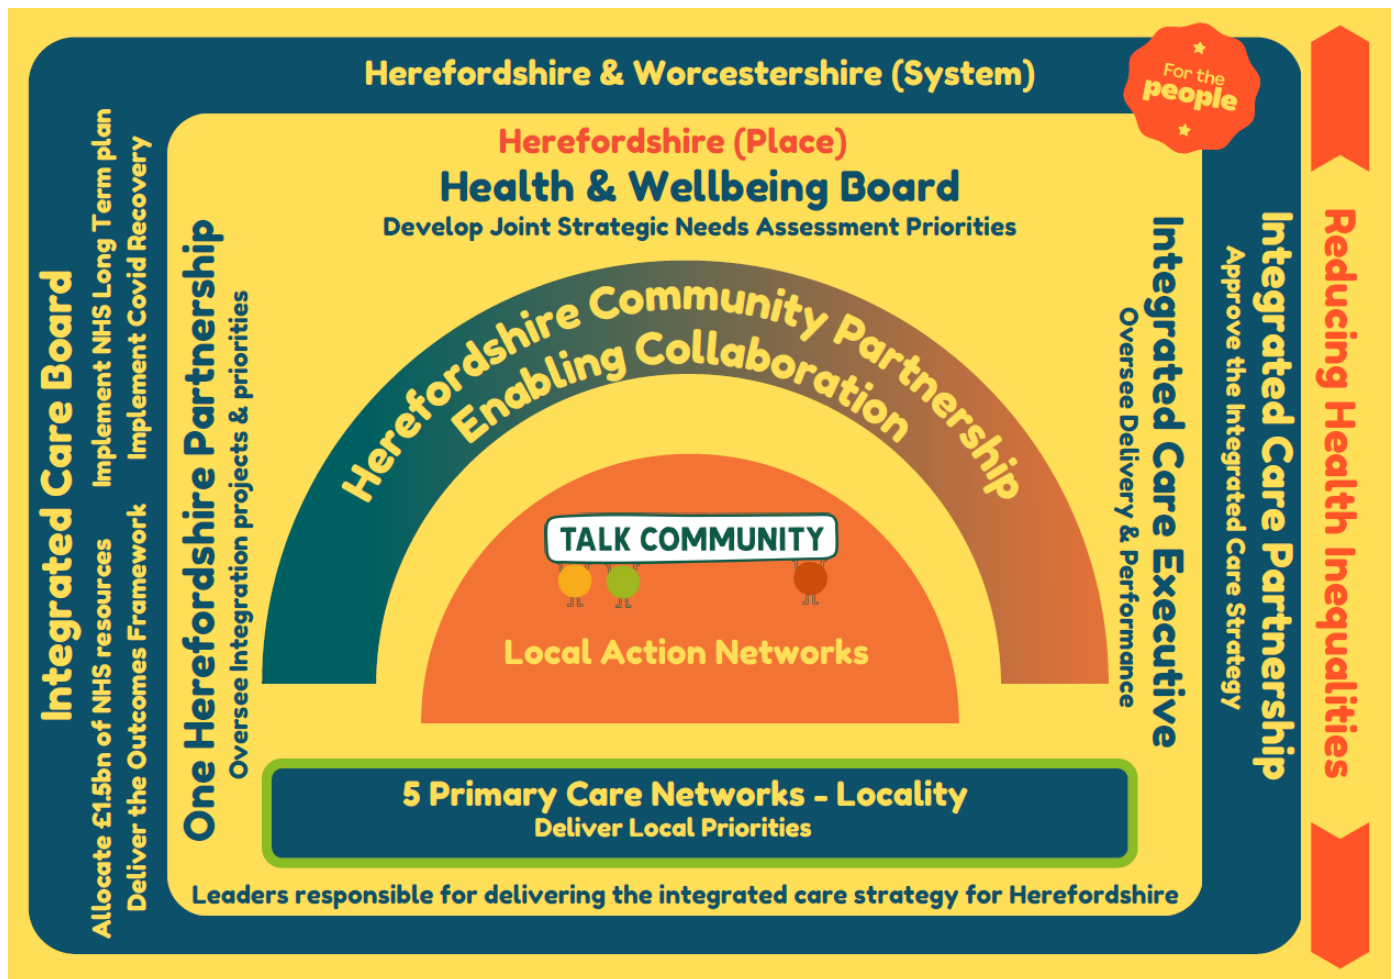 Herefordshire & Worcestershire (System)
For the
people
Herefordshire (Place)
Health & Wellbeing Board
Develop Joint Strategic Needs Assessment Priorities
Integrated Care Board
Allocate £1.5bn of NHS resources
Implement NHS Long Term plan
Deliver the Outcomes Framework
Implement Covid Recovery
One Herefordshire Partnership
Oversee Integration projects & priorities
Herefordshire Community Partnership
Enabling Collaboration
TALK COMMUNITY
Local Action Networks
Integrated Care Executive
Oversee Delivery & Performance
Integrated Care Partnership
Approve the Integrated Care Strategy
Reducing Health Inequalities
5 Primary Care Networks - Locality
Deliver Local Priorities
Leaders responsible for delivering the integrated care strategy for Herefordshire